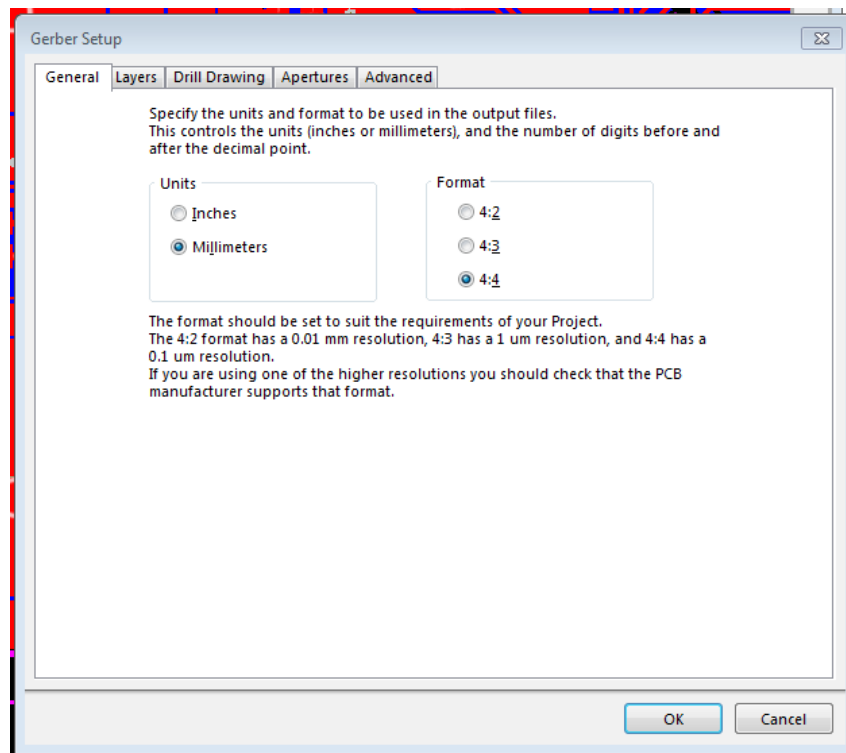 Gerber Setup
General Layers Drill Drawing Apertures Advanced
Specify the units and format to be used in the output files.
This controls the units (inches or millimeters), and the number of digits before and
after the decimal point.
Units
Format
Inches
4:2
Millimeters
4:3
4:4
The format should be set to suit the requirements of your Project.
The 4:2 format has a 0.01 mm resolution, 4:3 has a 1 um resolution, and 4:4 has a
0.1 um resolution.
If you are using one of the higher resolutions you should check that the PCB
manufacturer supports that format.
OK Cancel